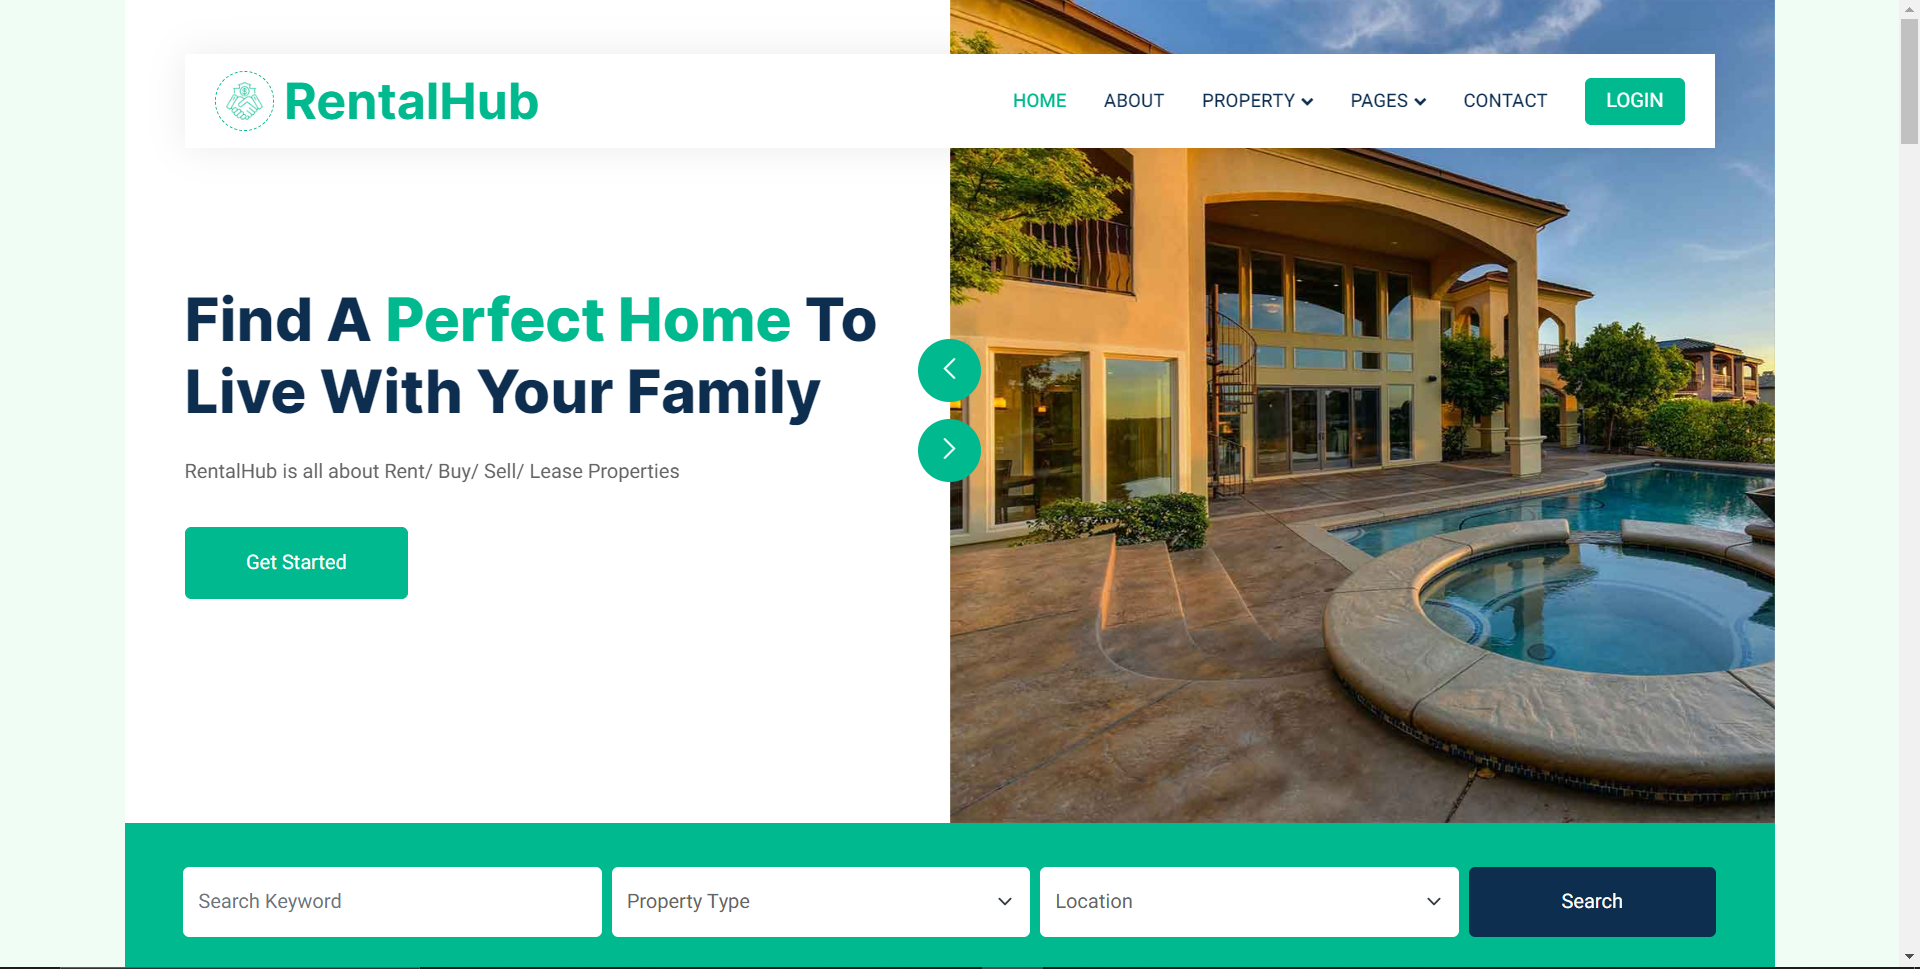 RentalHub
HOME
ABOUT
PROPERTY
PAGES
CONTACT
LOGIN
Find A Perfect Home To
Live With Your Family
RentalHub is all about Rent/ Buy/ Sell/ Lease Properties
Get Started
Search Keyword
Property Type
Location
Search